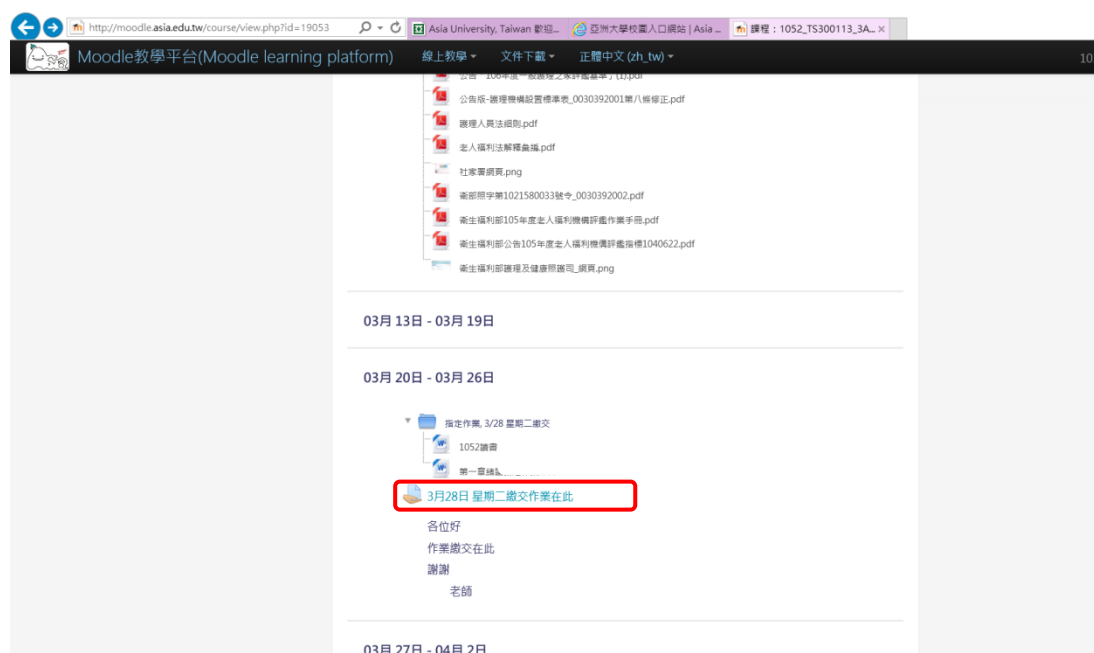 http://moodle.asia.edu.tw/course/view.php?id=19053
Asia University, Taiwan 歡迎...
亞洲大學校園入口網站 | Asia ...
課程：1052_TS300113_3A...
Moodle教學平台(Moodle learning platform)
線上教學
文件下載
正體中文 (zh_tw)
10
公告版-護理機構設置標準表_0030392001第八條修正.pdf
護理人員法細則.pdf
老人福利法解釋彙編.pdf
社家署網頁.png
衛部照字第1021580033號令_0030392002.pdf
衛生福利部105年度老人福利機構評鑑作業手冊.pdf
衛生福利部公告105年度老人福利機構評鑑指標1040622.pdf
衛生福利部護理及健康照護司_網頁.png
03月 13日 - 03月 19日
03月 20日 - 03月 26日
指定作業, 3/28 星期二繳交
1052讀書
第一章緒
3月28日 星期二繳交作業在此
各位好
作業繳交在此
謝謝
老師
03月 27日 - 04月 2日